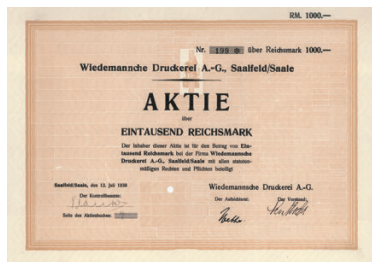 RM. 1000.—
Nr. 199 über Reichsmark 1000.—
Wiedemannsche Druckerei A.-G., Saalfeld/Saale
AKTIE
über
EINTAUSEND REICHSMARK
Der Inhaber dieser Aktie ist für den Betrag von Ein-
tausend Reichsmark bei der Firma Wiedemannsche
Druckerei A.-G., Saalfeld/Saale mit allen statuten-
mäßigen Rechten und Pflichten beteiligt
Saalfeld/Saale, den 13. Juli 1938
Wiedemannsche Druckerei A.-G.
Der Kontrollbeamte:
Der Aufsichtsrat: Der Vorstand:
Seite des Aktienbuches: